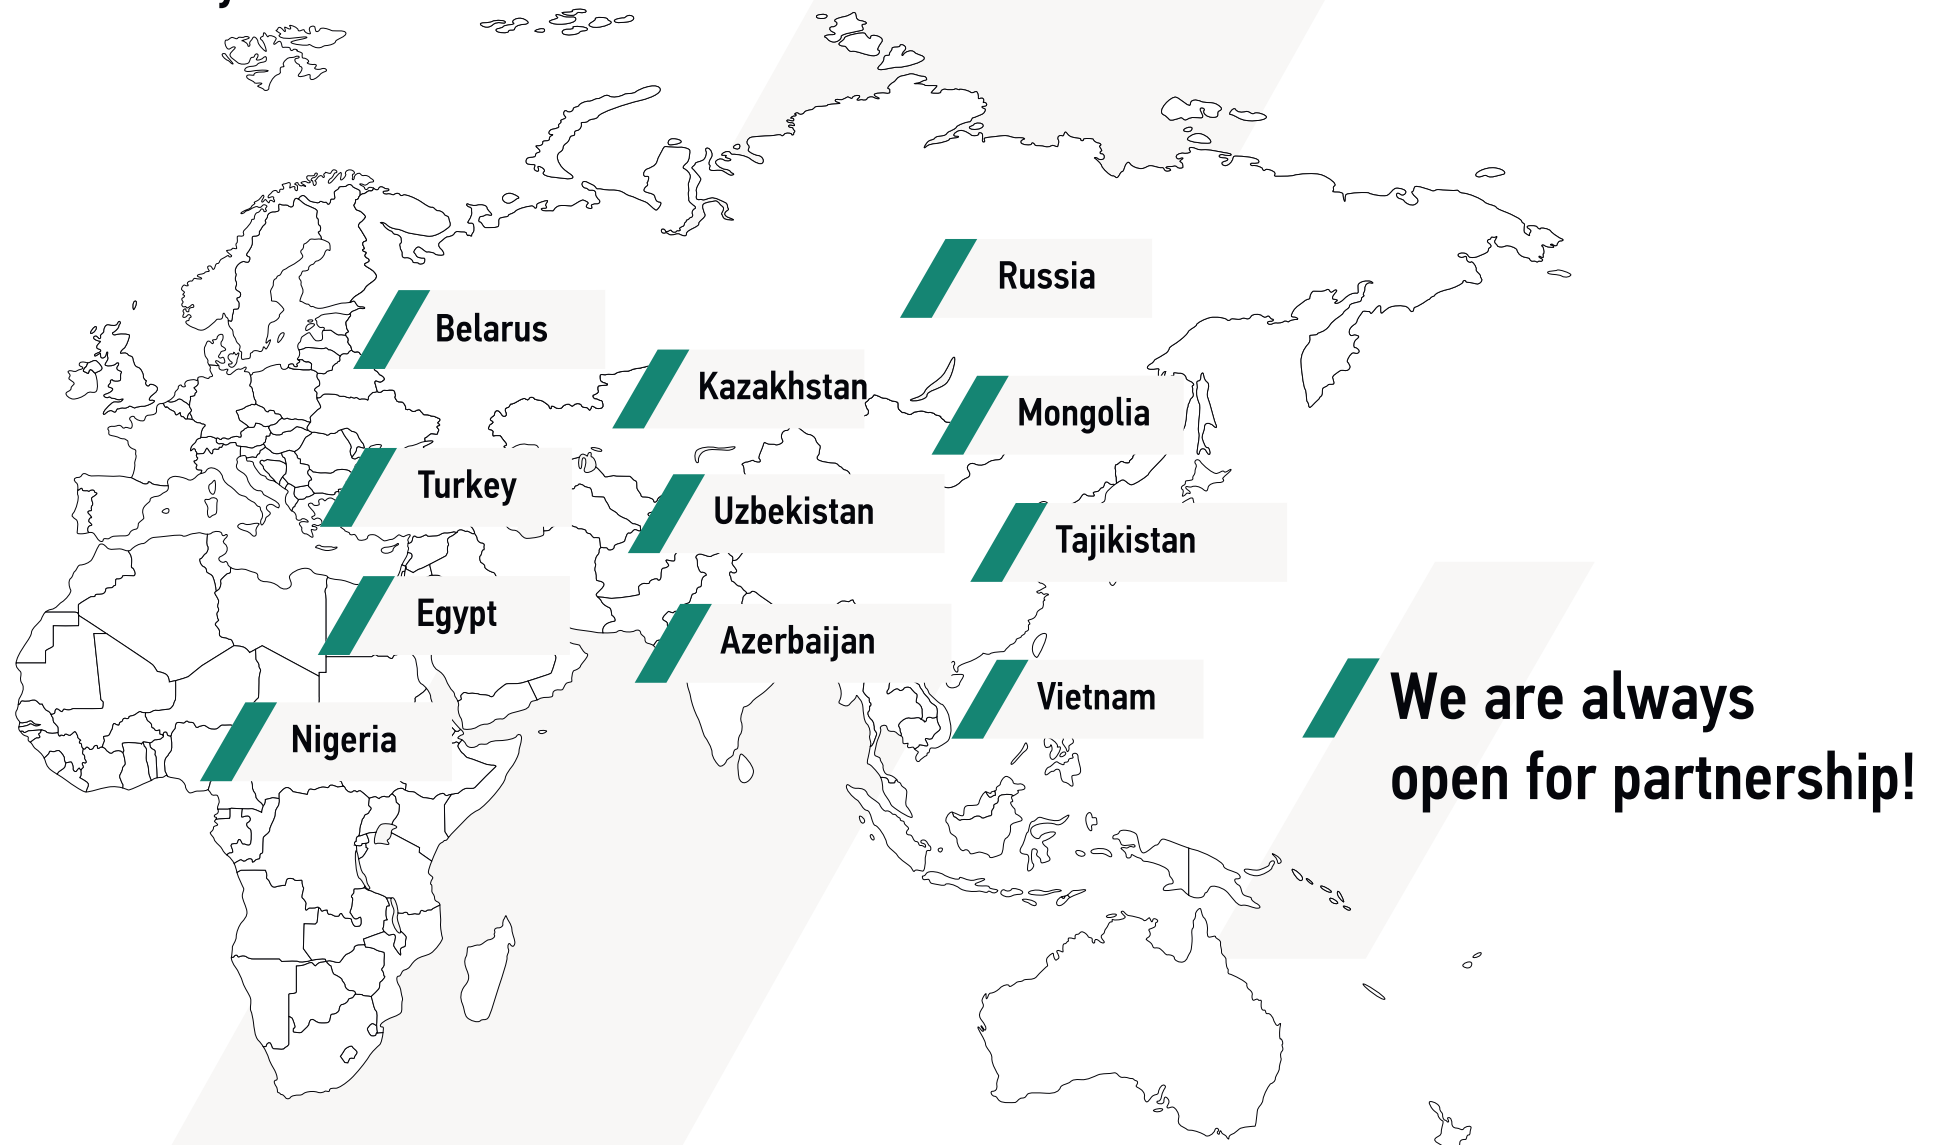 Russia
Belarus
Kazakhstan
Mongolia
Turkey
Uzbekistan
Tajikistan
Egypt
Azerbaijan
Vietnam
Nigeria
We are always
open for partnership!